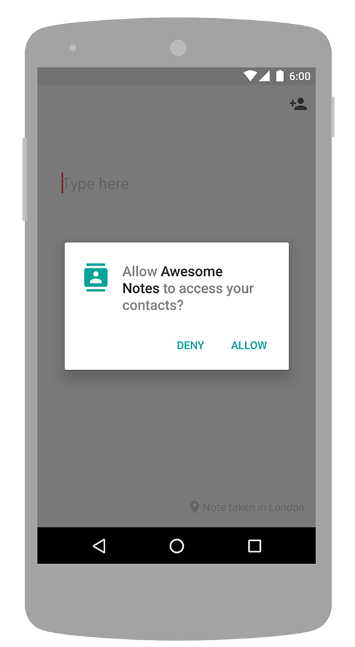 6:00
Type here
Allow Awesome
Notes to access your
contacts?
DENY ALLOW
Note taken in London